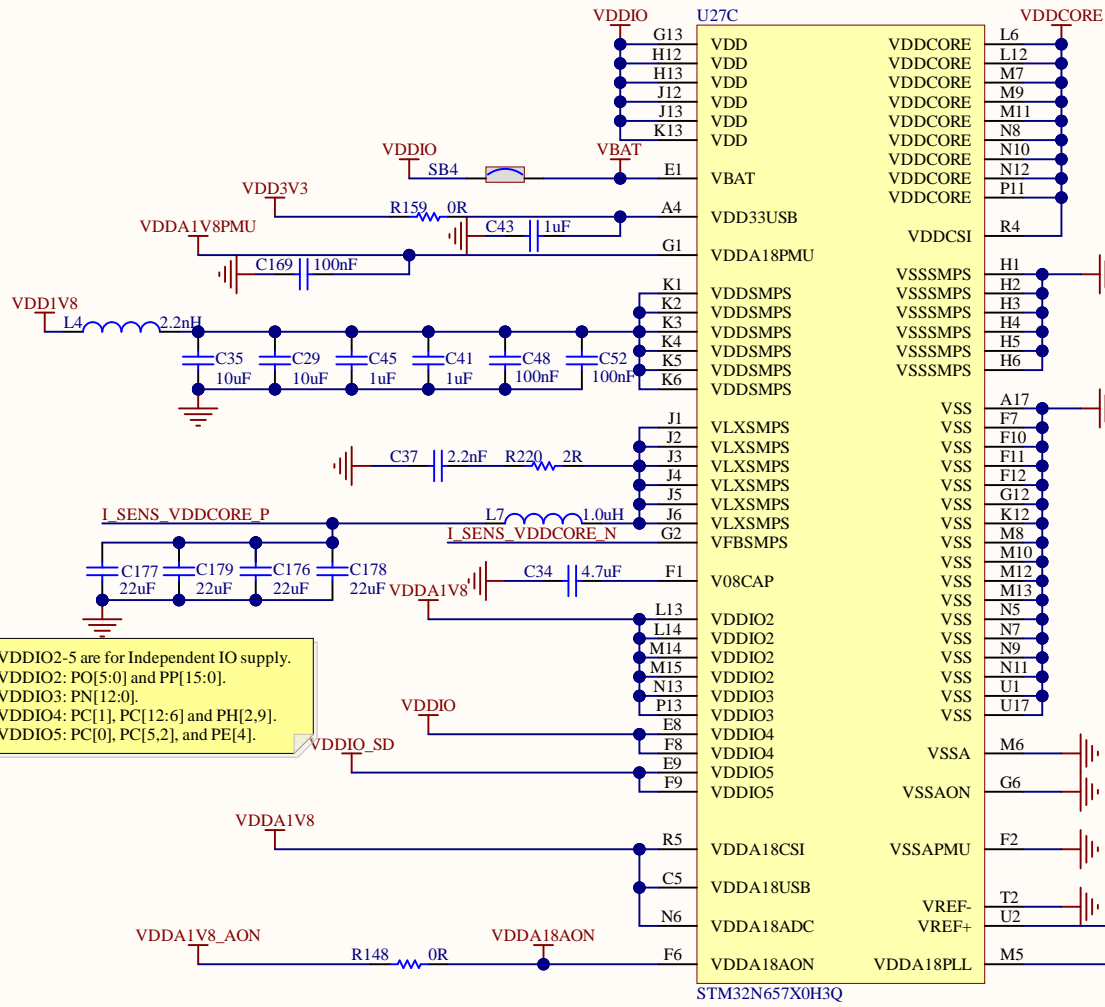 U27C
VDDIO
VDDCORE
G13 VDD VDDCORE L6
H12 VDD VDDCORE L12
H13 VDD VDDCORE M7
J12 VDD VDDCORE M9
J13 VDD VDDCORE M11
K13 VDD VDDCORE N8
VDDCORE N10
VDDIO SB4 VBAT E1 VBAT VDDCORE N12
VDDCORE P11
VDD3V3 R159 0R A4 VDD33USB
C43 1uF
VDDCSI R4
VDDA1V8PMU G1 VDDA18PMU
C169 100nF
VSSSMPS H1
K1 VDDSMPS VSSSMPS H2
K2 VDDSMPS VSSSMPS H3
VDD1V8 L4 2.2nH K3 VDDSMPS VSSSMPS H4
K4 VDDSMPS VSSSMPS H5
K5 VDDSMPS VSSSMPS H6
K6 VDDSMPS
C35 C29 C45 C41 C48 C52
10uF 10uF 1uF 1uF 100nF 100nF
VSS A17
J1 VLXSMPS VSS F7
J2 VLXSMPS VSS F10
C37 2.2nF R220 2R J3 VLXSMPS VSS F11
J4 VLXSMPS VSS F12
J5 VLXSMPS VSS G12
I_SENS_VDDCORE_P L7 1.0uH J6 VLXSMPS VSS K12
I_SENS_VDDCORE_N G2 VFBSMPS VSS M8
VSS M10
C177 C179 C176 C178
22uF 22uF 22uF 22uF
C34 4.7uF F1 V08CAP VSS M12
VSS M13
VDDA1V8 L13 VDDIO2 VSS N5
L14 VDDIO2 VSS N7
M14 VDDIO2 VSS N9
M15 VDDIO2 VSS N11
N13 VDDIO3 VSS U1
P13 VDDIO3 VSS U17
VDDIO2-5 are for Independent IO supply.
VDDIO2: PO[5:0] and PP[15:0].
VDDIO3: PN[12:0].
VDDIO4: PC[1], PC[12:6] and PH[2,9].
VDDIO5: PC[0], PC[5,2], and PE[4].
VDDIO E8 VDDIO4
F8 VDDIO4 VSSA M6
VDDIO_SD E9 VDDIO5
F9 VDDIO5 VSSAON G6
VDDA1V8 R5 VDDA18CSI VSSAPMU F2
C5 VDDA18USB
VREF- T2
N6 VDDA18ADC VREF+ U2
VDDA1V8_AON R148 0R VDDA18AON F6 VDDA18AON VDDA18PLL M5
STM32N657X0H3Q